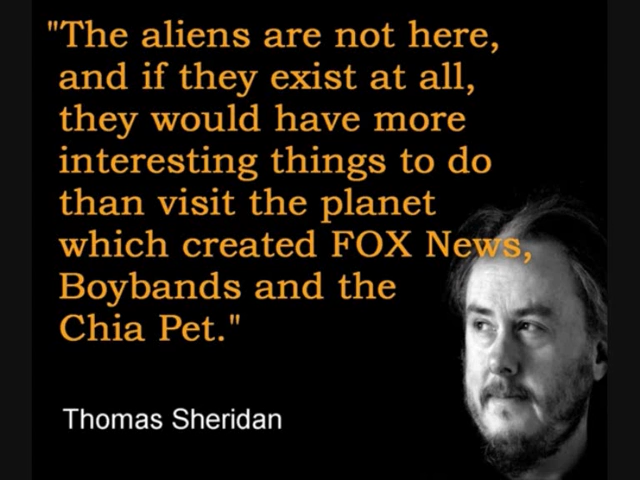 "The aliens are not here,
and if they exist at all,
they would have more
interesting things to do
than visit the planet
which created FOX News,
Boybands and the
Chia Pet."
Thomas Sheridan